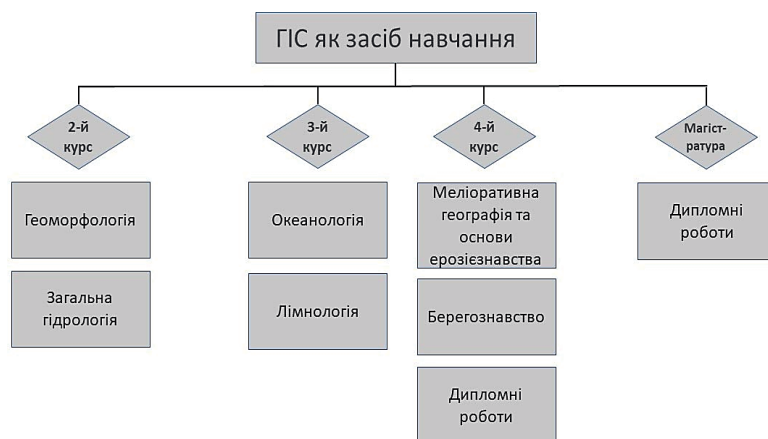 ГІС як засіб навчання
2-й
курс
3-й
курс
4-й
курс
Магіст-
ратура
Геоморфологія
Загальна
гідрологія
Океанологія
Лімнологія
Меліоративна
географія та
основи
ерозієзнавства
Берегознавство
Дипломні
роботи
Дипломні
роботи